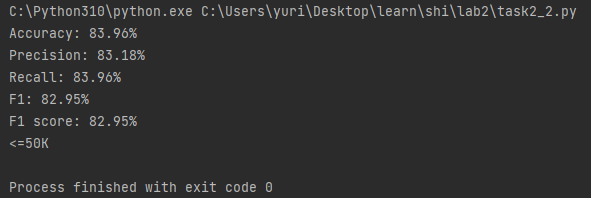 C:\Python310\python.exe C:\Users\yuri\Desktop\learn\shi\lab2\task2_2.py
Accuracy: 83.96%
Precision: 83.18%
Recall: 83.96%
F1: 82.95%
F1 score: 82.95%
<=50K
Process finished with exit code 0